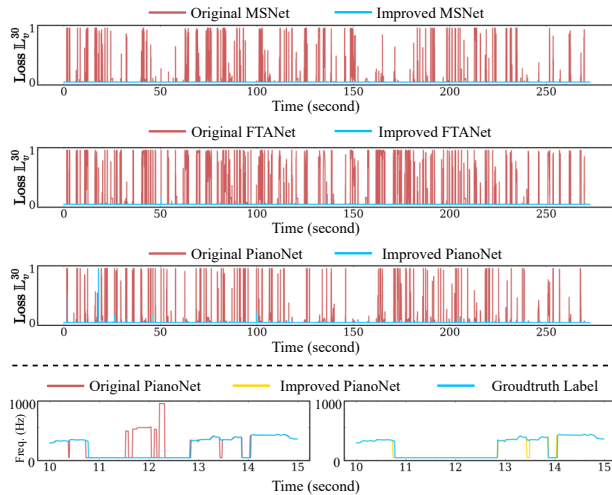 Original MSNet Improved MSNet
Loss 𝕃_v^30
1
0
0 50 100 150 200 250
Time (second)
Original FTANet Improved FTANet
Loss 𝕃_v^30
1
0
0 50 100 150 200 250
Time (second)
Original PianoNet Improved PianoNet
Loss 𝕃_v^30
1
0
0 50 100 150 200 250
Time (second)
Original PianoNet Improved PianoNet Groudtruth Label
Freq. (Hz)
1000 1000
0 0
10 11 12 13 14 15 10 11 12 13 14 15
Time (second)